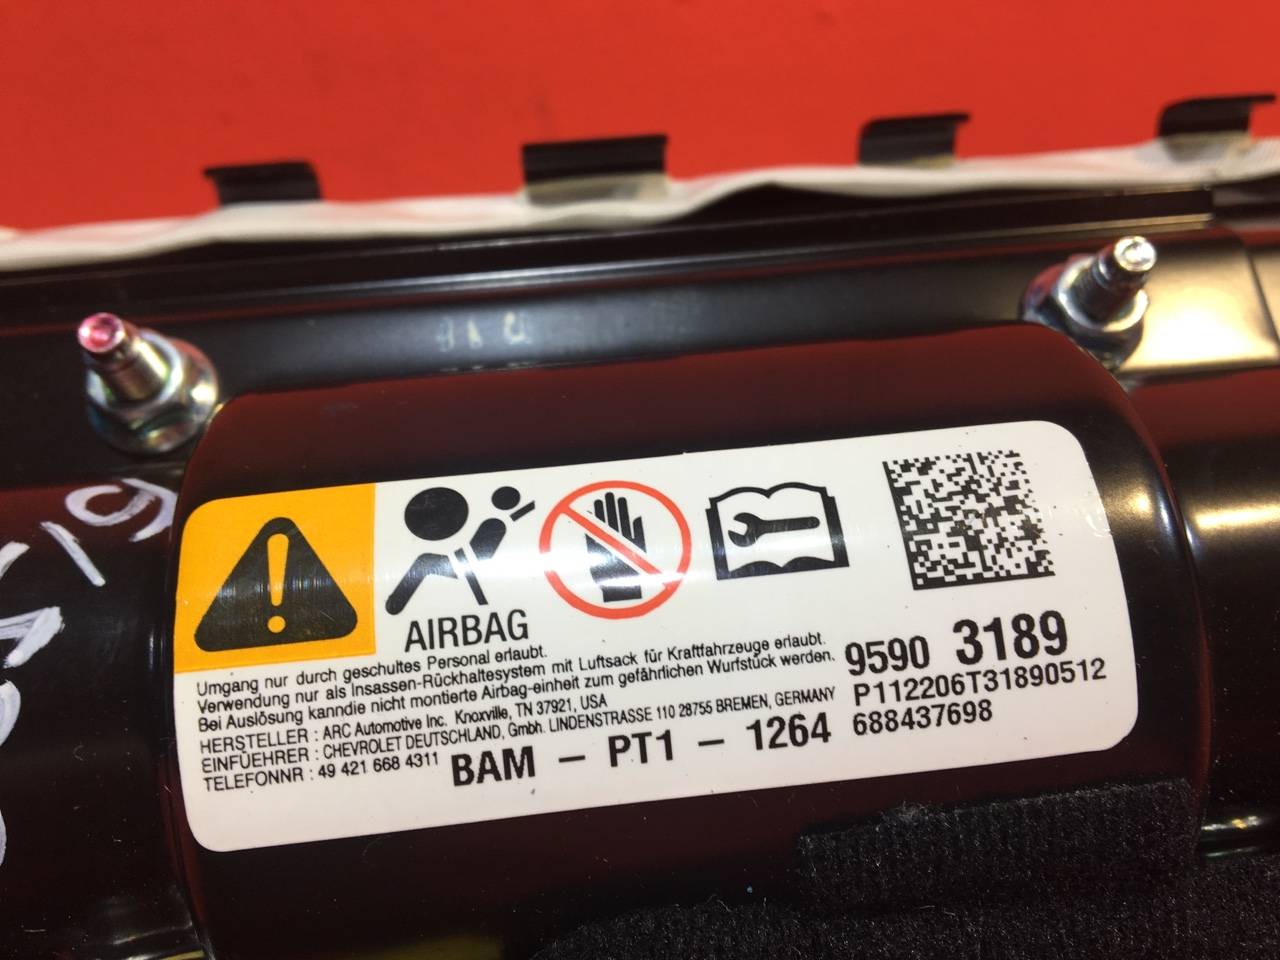 AIRBAG
Umgang nur durch geschultes Personal erlaubt.
Verwendung nur als Insassen-Rückhaltesystem mit Luftsack für Kraftfahrzeuge erlaubt.
Bei Auslösung kanndie nicht montierte Airbag-einheit zum gefährlichen Wurfstück werden.
HERSTELLER : ARC Automotive Inc. Knoxville, TN 37921, USA
EINFÜEHRER : CHEVROLET DEUTSCHLAND, Gmbh. LINDENSTRASSE 110 28755 BREMEN, GERMANY
TELEFONNR : 49 421 668 4311
BAM - PT1 - 1264
9590 3189
P112206T31890512
688437698